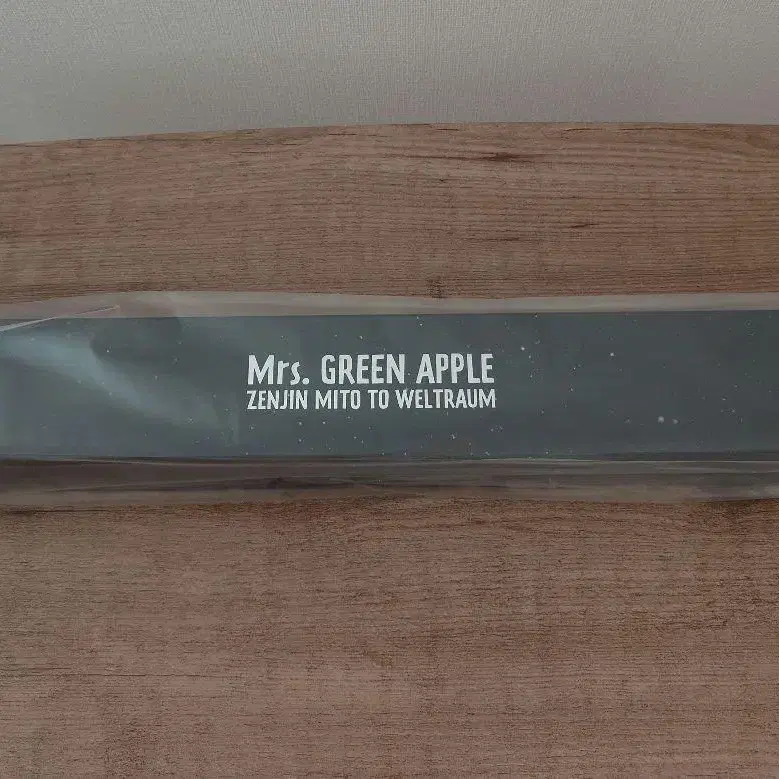 Mrs. GREEN APPLE
ZENJIN MITO TO WELTRAUM